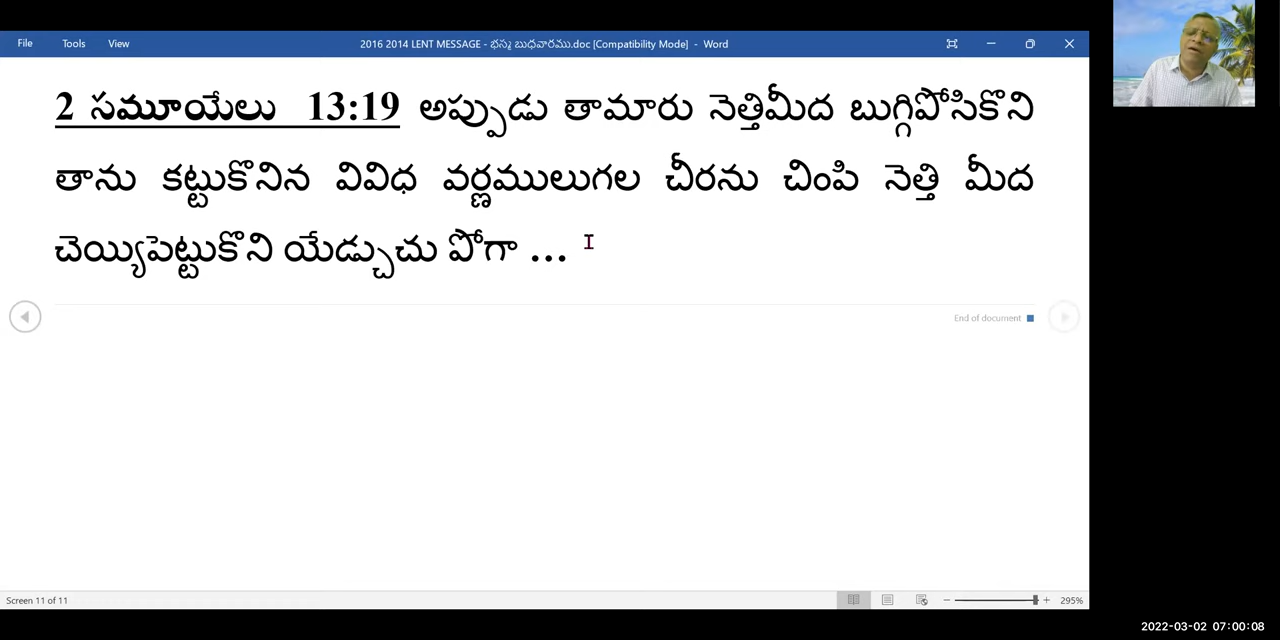 File Tools View 2016 2014 LENT MESSAGE - భస్మ బుధవారము.doc [Compatibility Mode] - Word
2 సమూయేలు 13:19 అప్పుడు తామారు నెత్తిమీద బుగ్గిపోసికొని
తాను కట్టుకొనిన వివిధ వర్ణములుగల చీరను చింపి నెత్తి మీద
చెయ్యిపెట్టుకొని యేడ్చుచు పోగా ...
End of document
Screen 11 of 11 295%
2022-03-02 07:00:08